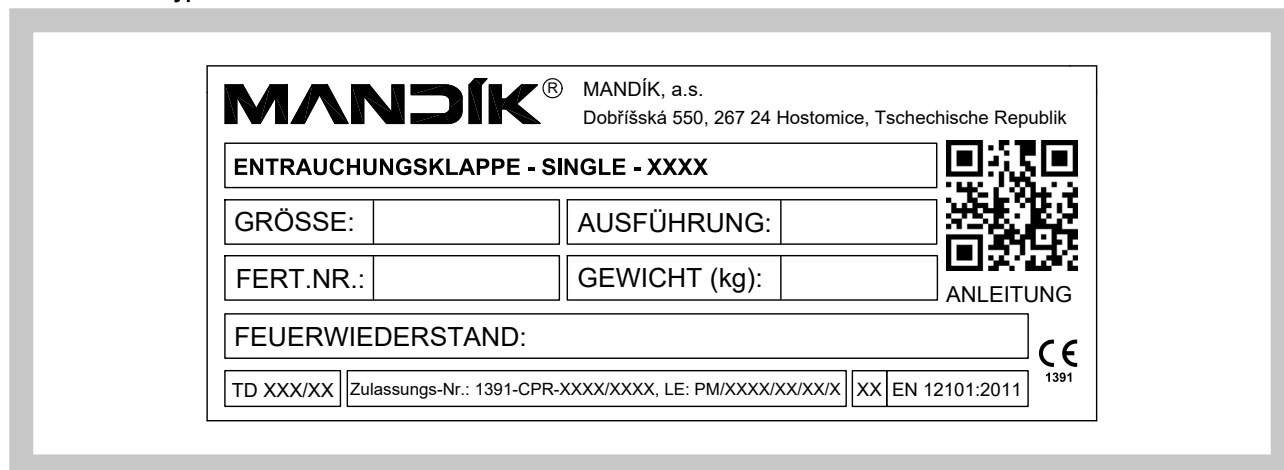 MANDÍK®
MANDÍK, a.s.
Dobříšská 550, 267 24 Hostomice, Tschechische Republik
ENTRAUCHUNGSKLAPPE - SINGLE - XXXX
GRÖSSE:
AUSFÜHRUNG:
FERT.NR.:
GEWICHT (kg):
ANLEITUNG
FEUERWIEDERSTAND:
CE
1391
TD XXX/XX
Zulassungs-Nr.: 1391-CPR-XXXX/XXXX, LE: PM/XXXX/XX/XX/X
XX
EN 12101:2011